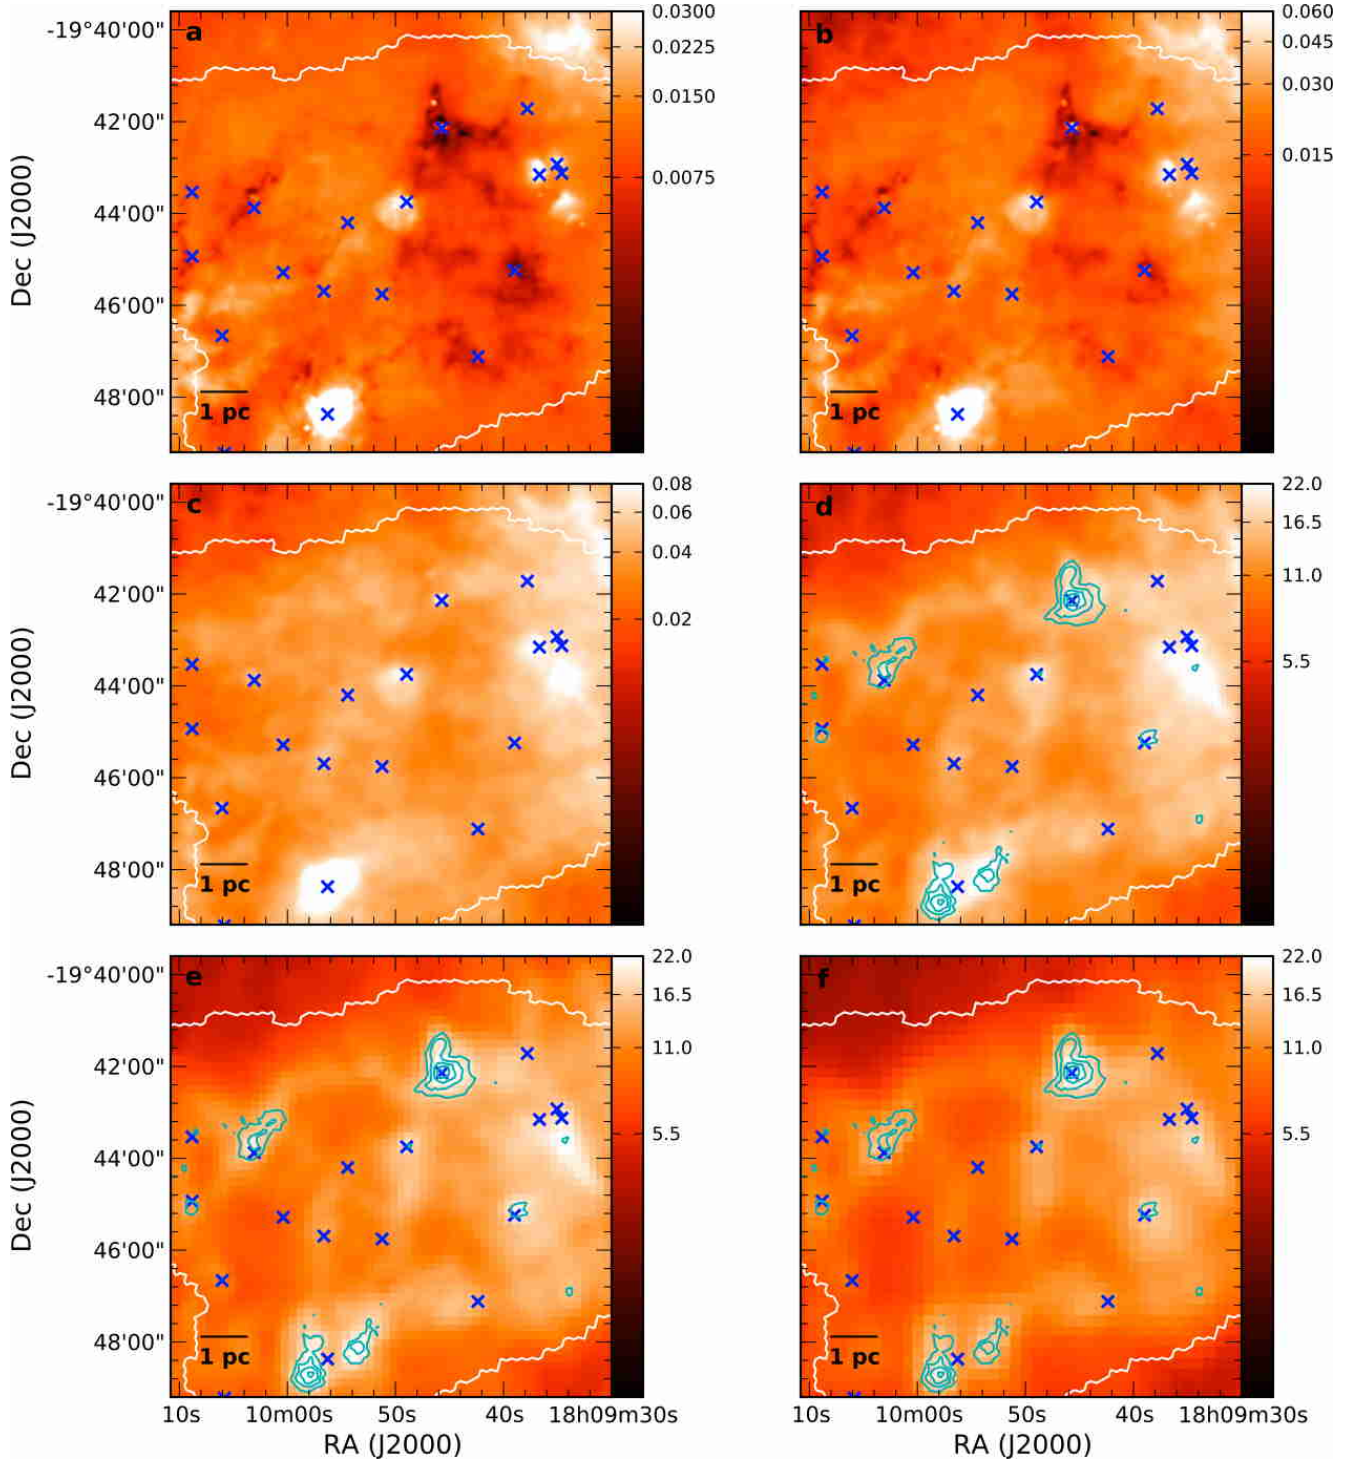 a
-19°40'00"
42'00"
44'00"
46'00"
48'00"
Dec (J2000)
1 pc
0.0300
0.0225
0.0150
0.0075
b
1 pc
0.060
0.045
0.030
0.015
c
-19°40'00"
42'00"
44'00"
46'00"
48'00"
Dec (J2000)
1 pc
0.08
0.06
0.04
0.02
d
1 pc
22.0
16.5
11.0
5.5
e
-19°40'00"
42'00"
44'00"
46'00"
48'00"
Dec (J2000)
1 pc
22.0
16.5
11.0
5.5
10s 10m00s 50s 40s 18h09m30s
RA (J2000)
f
1 pc
22.0
16.5
11.0
5.5
10s 10m00s 50s 40s 18h09m30s
RA (J2000)